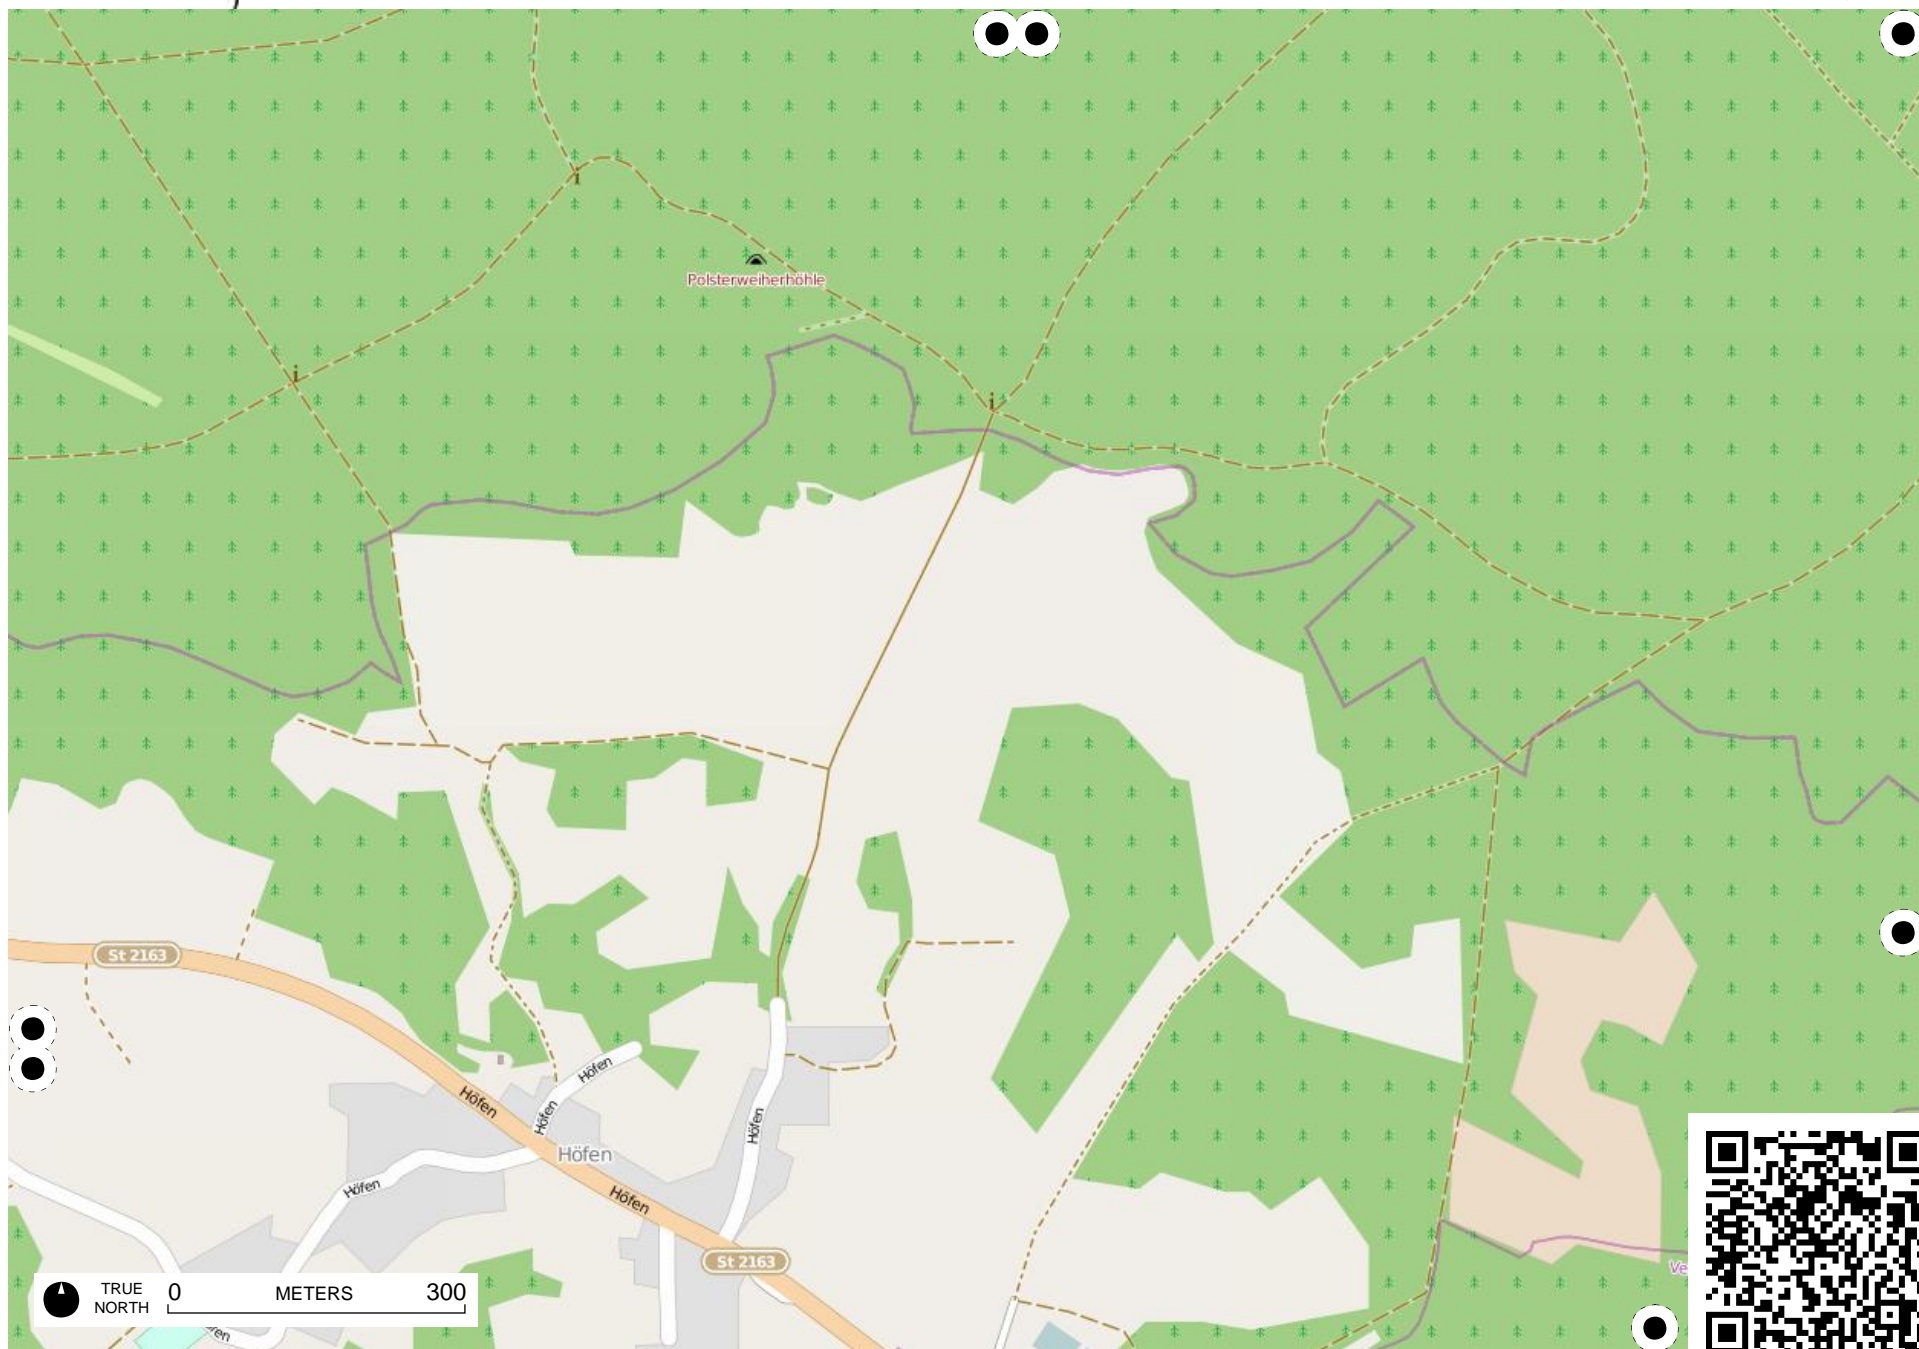 i
Polsterweiherhöhle
i
i
St 2163
Höfen
Höfen
Höfen
Höfen
Höfen
Höfen
Höfen
St 2163
TRUE
NORTH
0 METERS 300